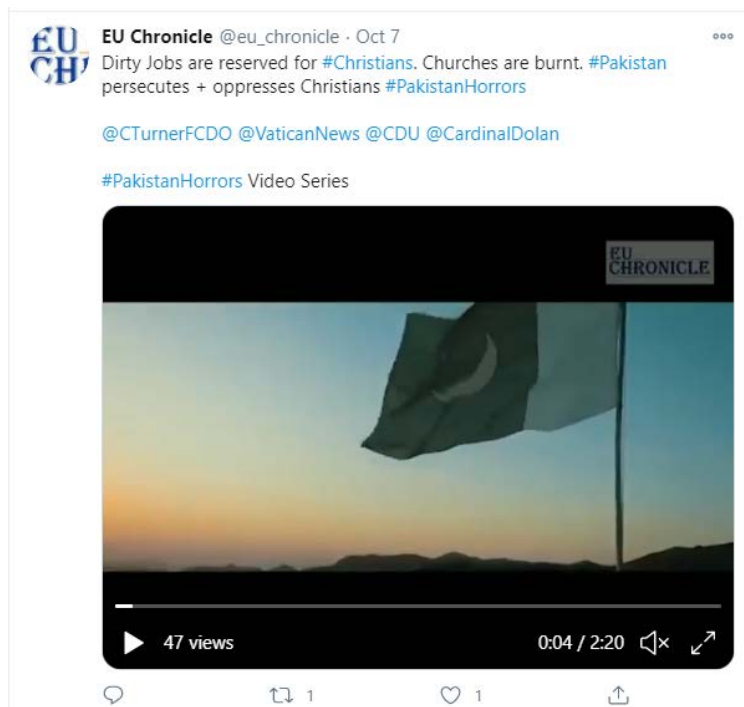 EU
CH
EU Chronicle @eu_chronicle · Oct 7
Dirty Jobs are reserved for #Christians. Churches are burnt. #Pakistan
persecutes + oppresses Christians #PakistanHorrors
@CTurnerFCDO @VaticanNews @CDU @CardinalDolan
#PakistanHorrors Video Series
EU
CHRONICLE
47 views
0:04 / 2:20
1
1